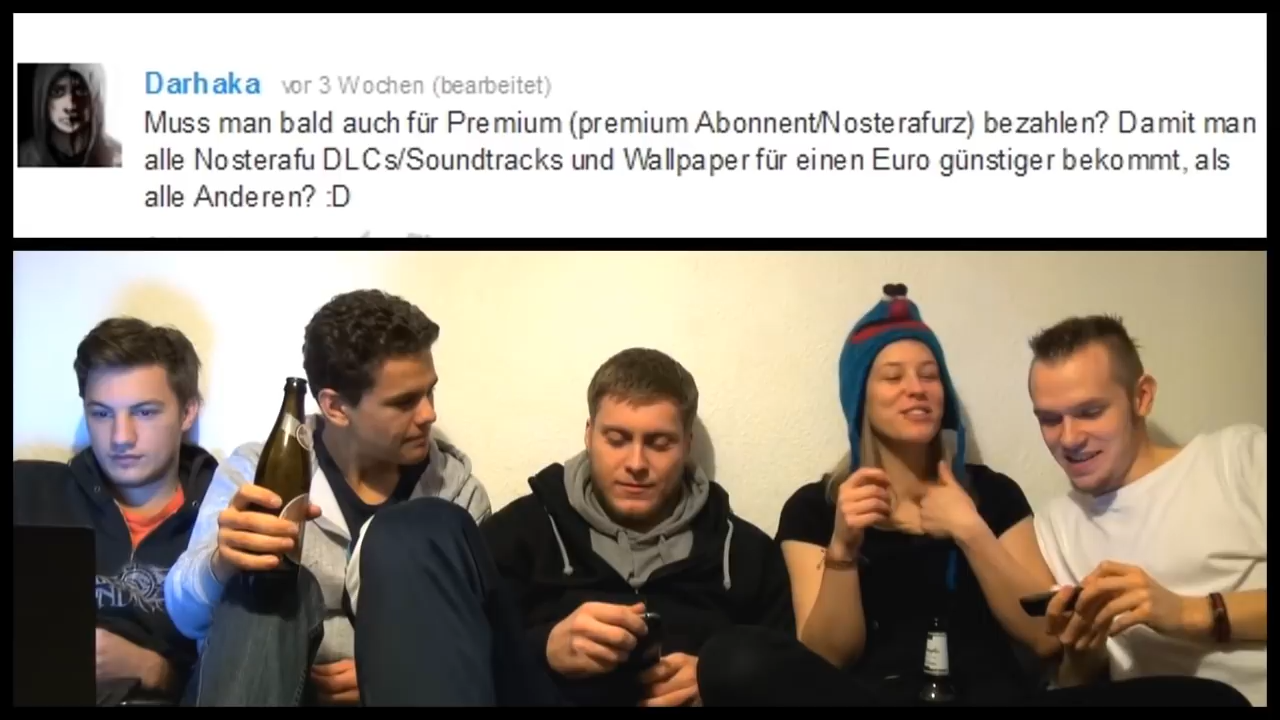 Darhaka vor 3 Wochen (bearbeitet)
Muss man bald auch für Premium (premium Abonnent/Nosterafurz) bezahlen? Damit man
alle Nosterafu DLCs/Soundtracks und Wallpaper für einen Euro günstiger bekommt, als
alle Anderen? :D